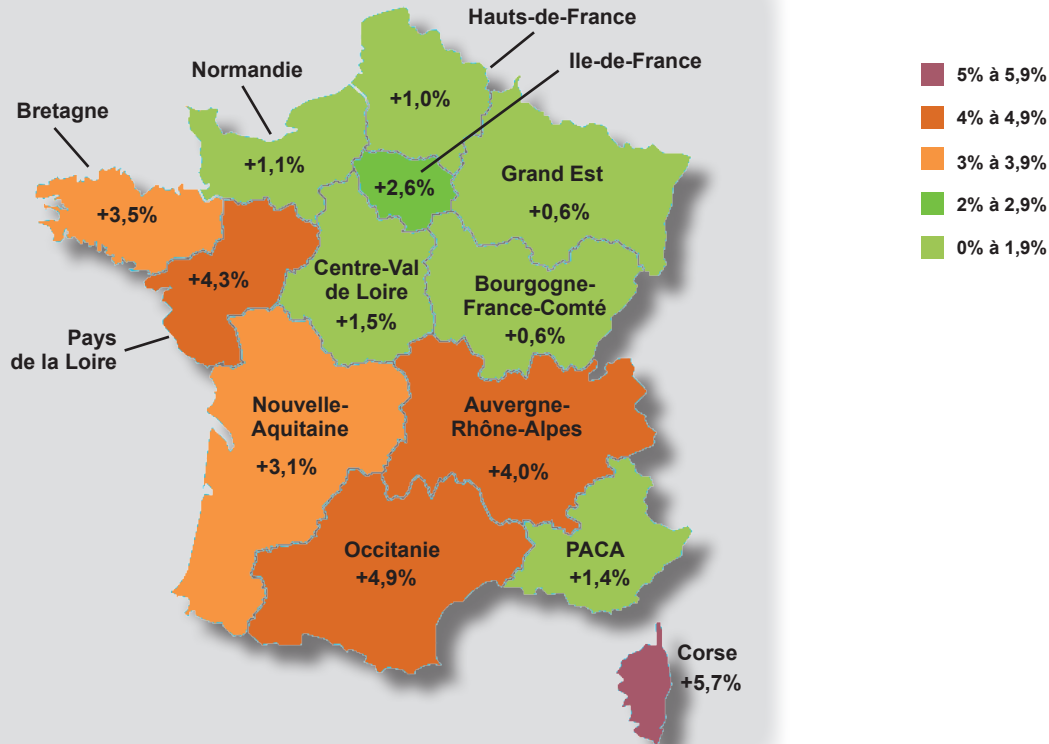 Hauts-de-France
Ile-de-France
Normandie
+1,0%
Bretagne
+1,1%
+2,6%
Grand Est
+0,6%
+3,5%
+4,3%
Centre-Val
de Loire
+1,5%
Bourgogne-
France-Comté
+0,6%
Pays
de la Loire
Nouvelle-
Aquitaine
+3,1%
Auvergne-
Rhône-Alpes
+4,0%
Occitanie
+4,9%
PACA
+1,4%
Corse
+5,7%
5% à 5,9%
4% à 4,9%
3% à 3,9%
2% à 2,9%
0% à 1,9%